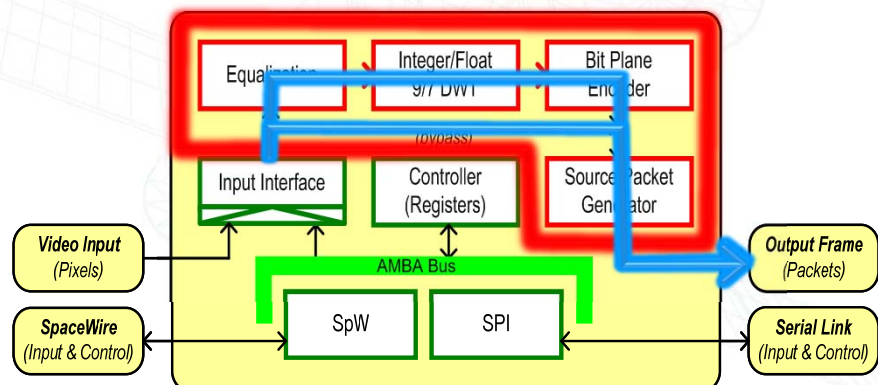 Equalization
Integer/Float
9/7 DWT
Bit Plane
Encoder
(bypass)
Input Interface
Controller
(Registers)
Source Packet
Generator
Video Input
(Pixels)
AMBA Bus
Output Frame
(Packets)
SpaceWire
(Input & Control)
SpW
SPI
Serial Link
(Input & Control)